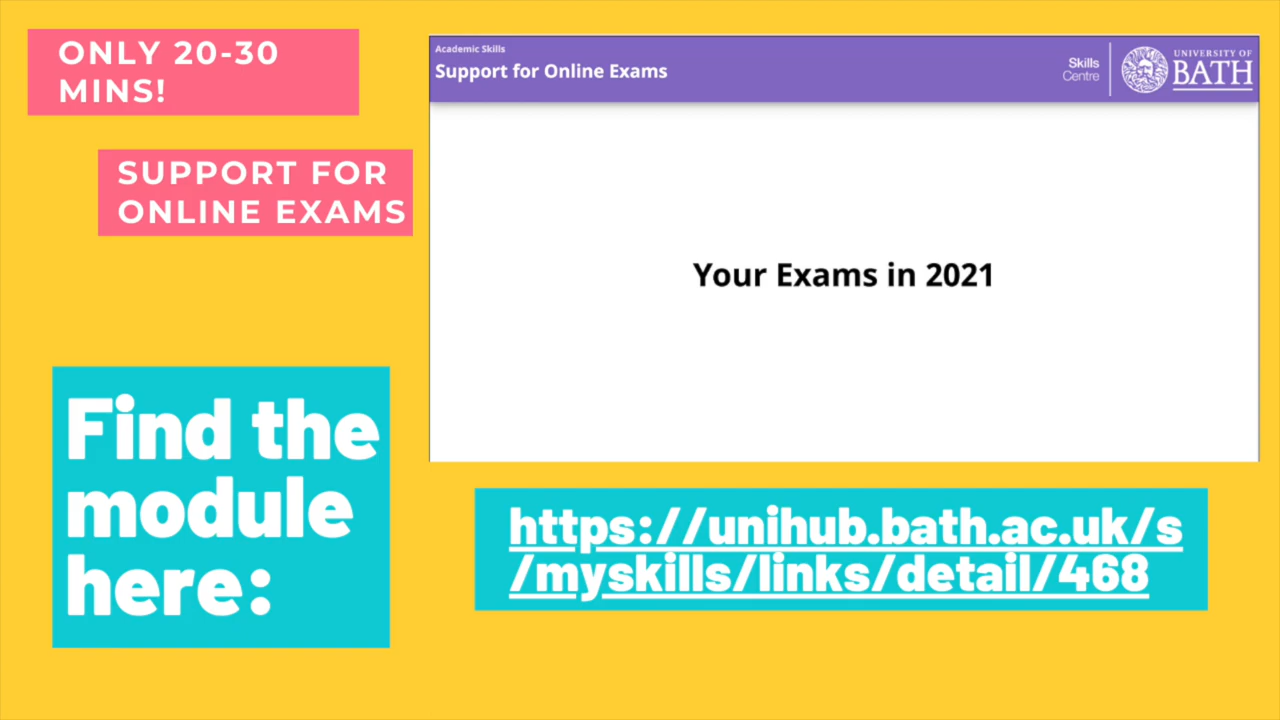 ONLY 20-30
MINS!
SUPPORT FOR
ONLINE EXAMS
Academic Skills
Support for Online Exams
Skills
Centre
UNIVERSITY OF
BATH
Your Exams in 2021
Find the
module
here:
https://unihub.bath.ac.uk/s
/myskills/links/detail/468